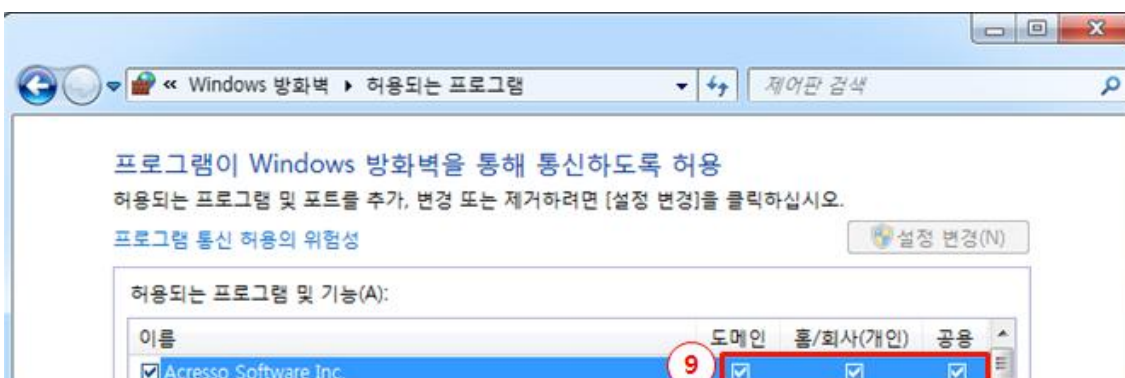 « Windows 방화벽 ▸ 허용되는 프로그램 제어판 검색
프로그램이 Windows 방화벽을 통해 통신하도록 허용
허용되는 프로그램 및 포트를 추가, 변경 또는 제거하려면 [설정 변경]을 클릭하십시오.
프로그램 통신 허용의 위험성 설정 변경(N)
허용되는 프로그램 및 기능(A):
이름 도메인 홈/회사(개인) 공용
Acresso Software Inc. 9